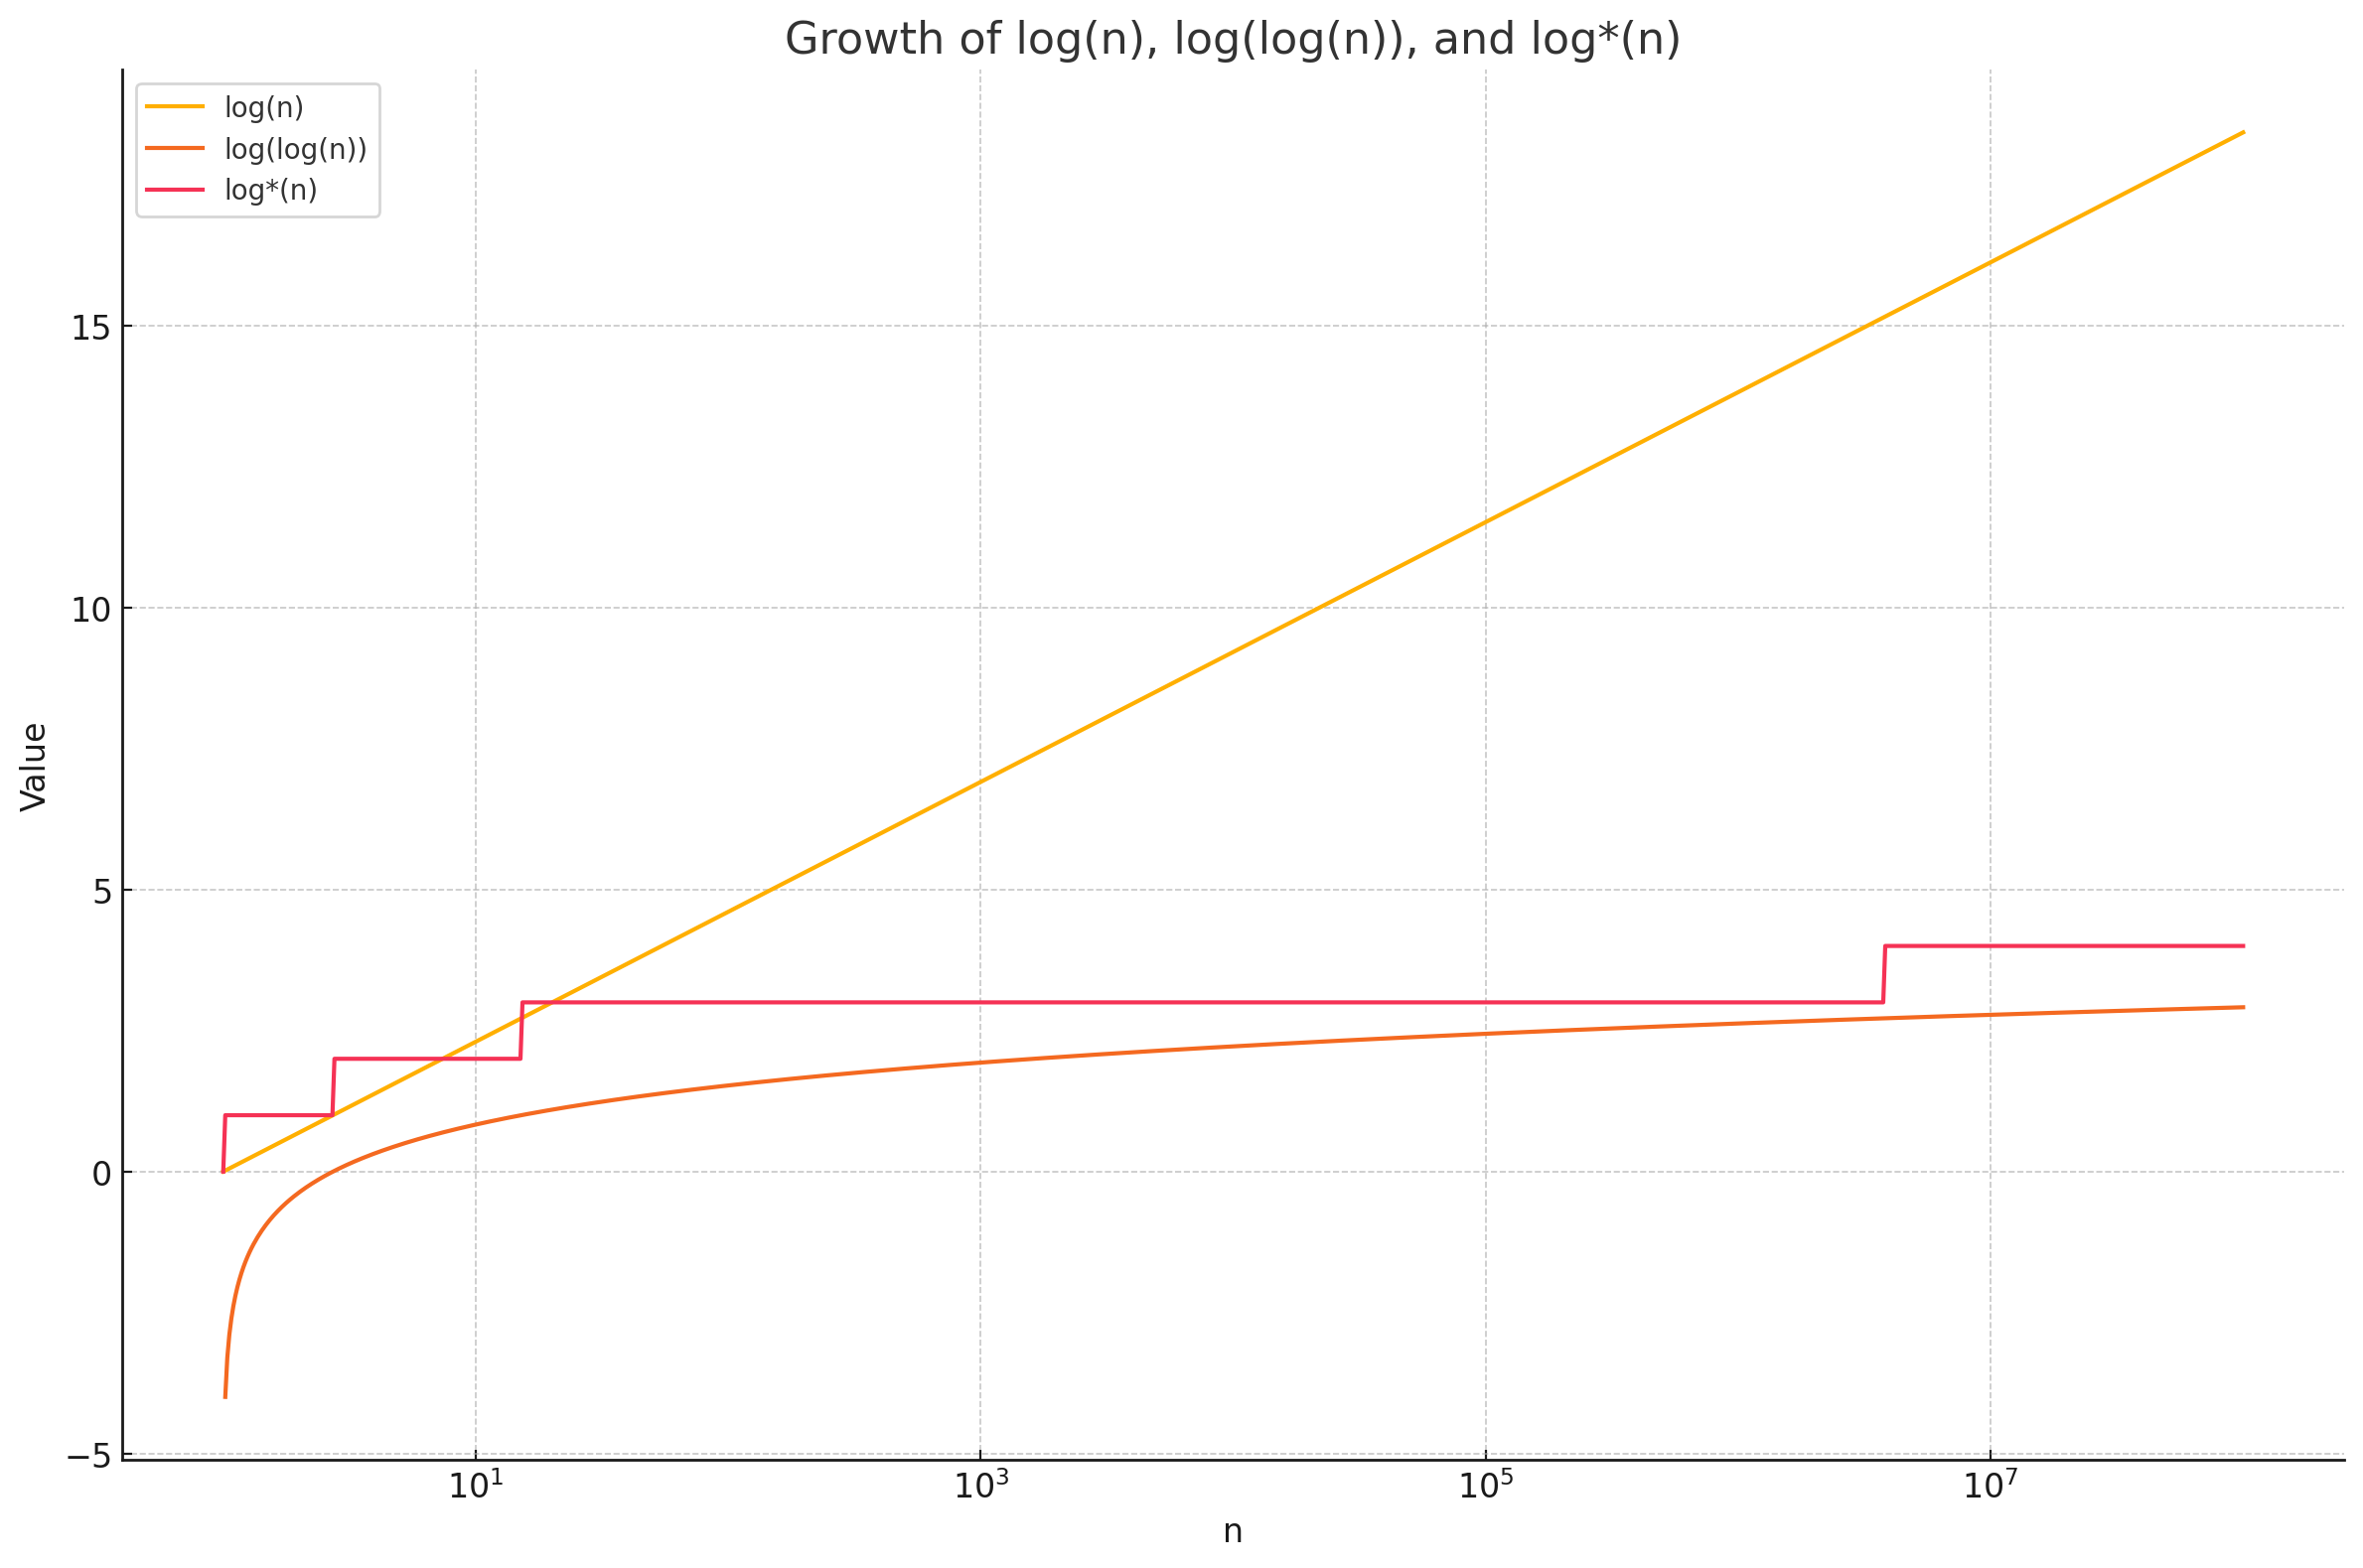 Growth of log(n), log(log(n)), and log*(n)
log(n)
log(log(n))
log*(n)
15
10
5
0
−5
Value
10¹
10³
10⁵
10⁷
n